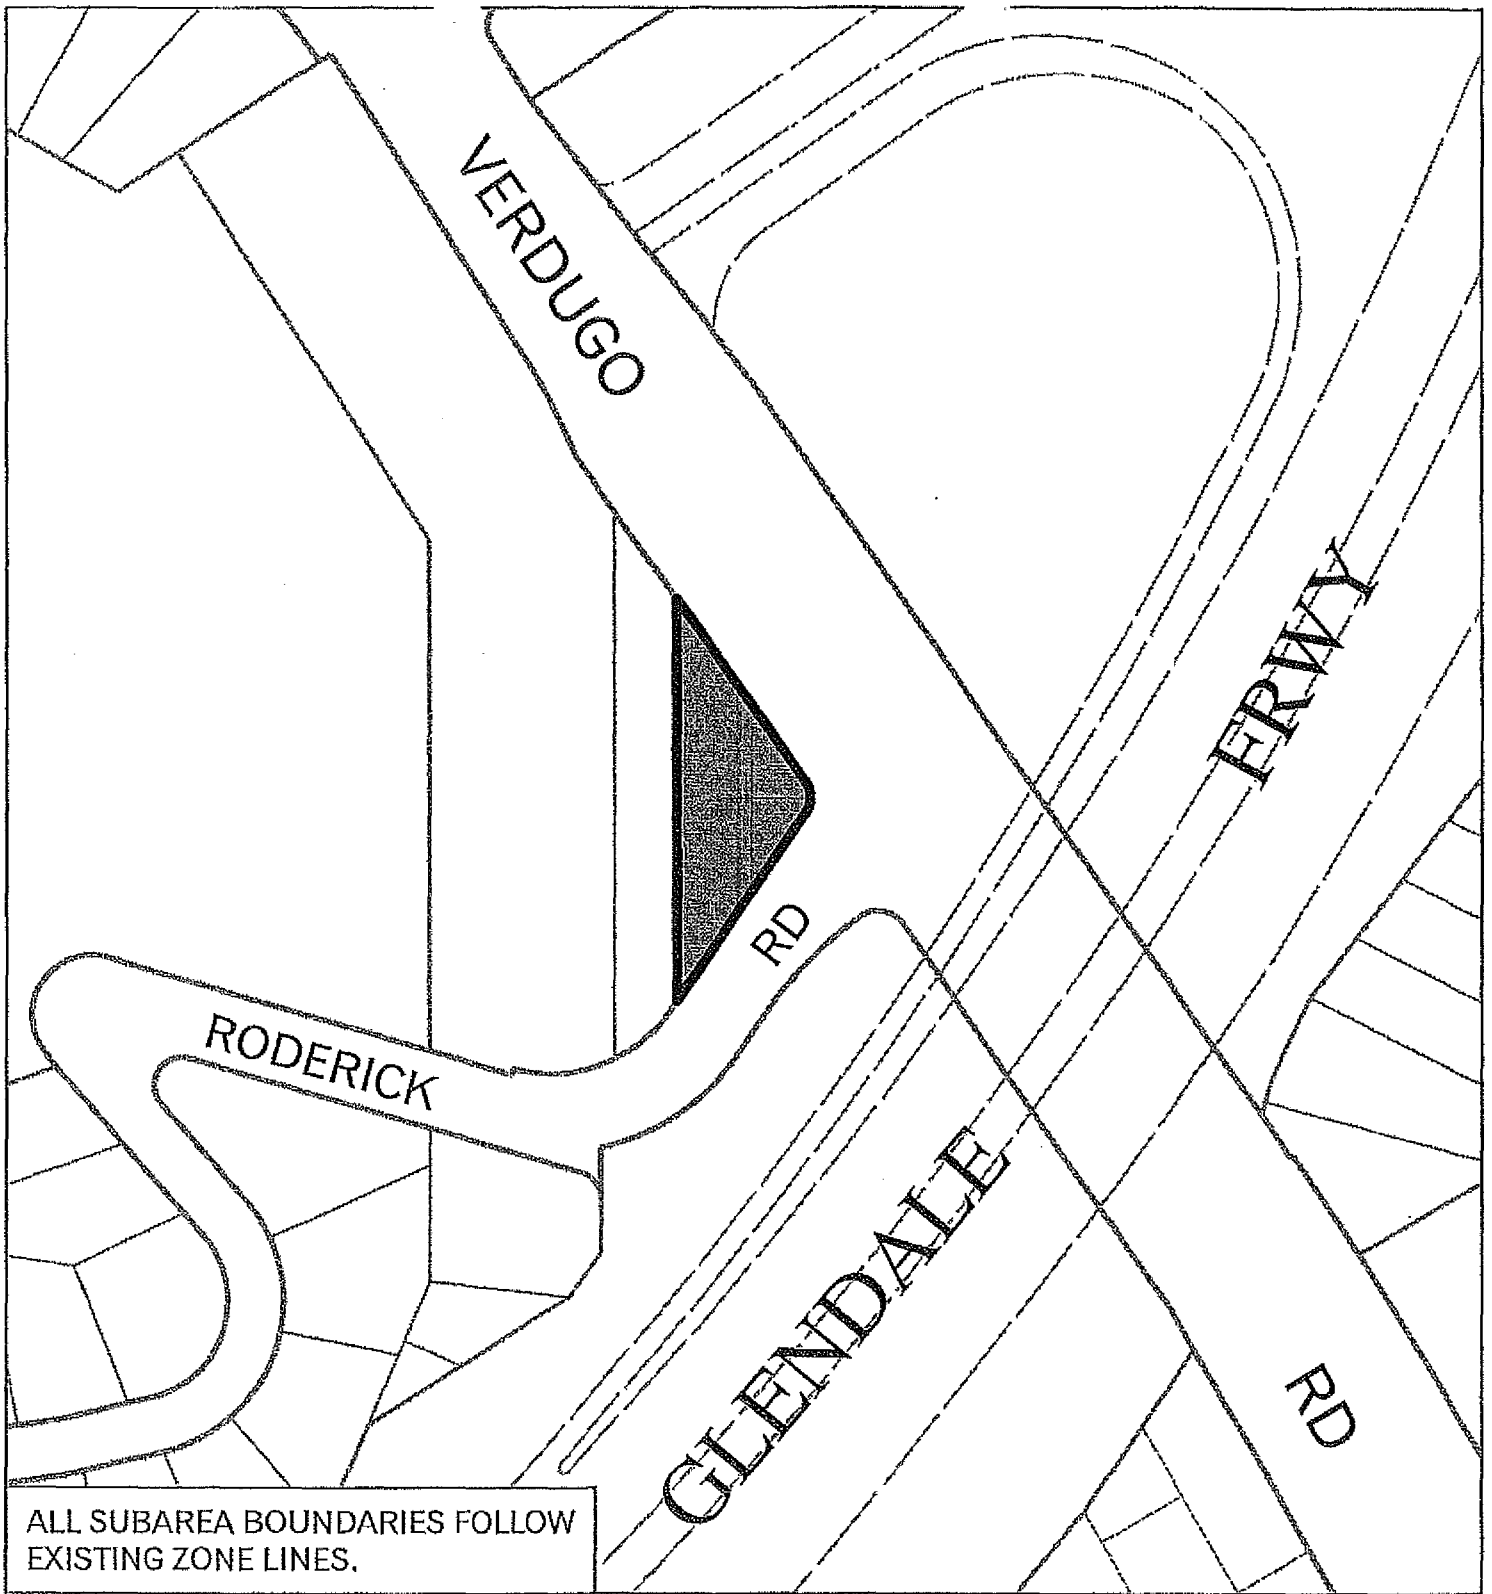 VERDUGO
FRWY
RD
RODERICK
GLENDALE
RD
ALL SUBAREA BOUNDARIES FOLLOW
EXISTING ZONE LINES.